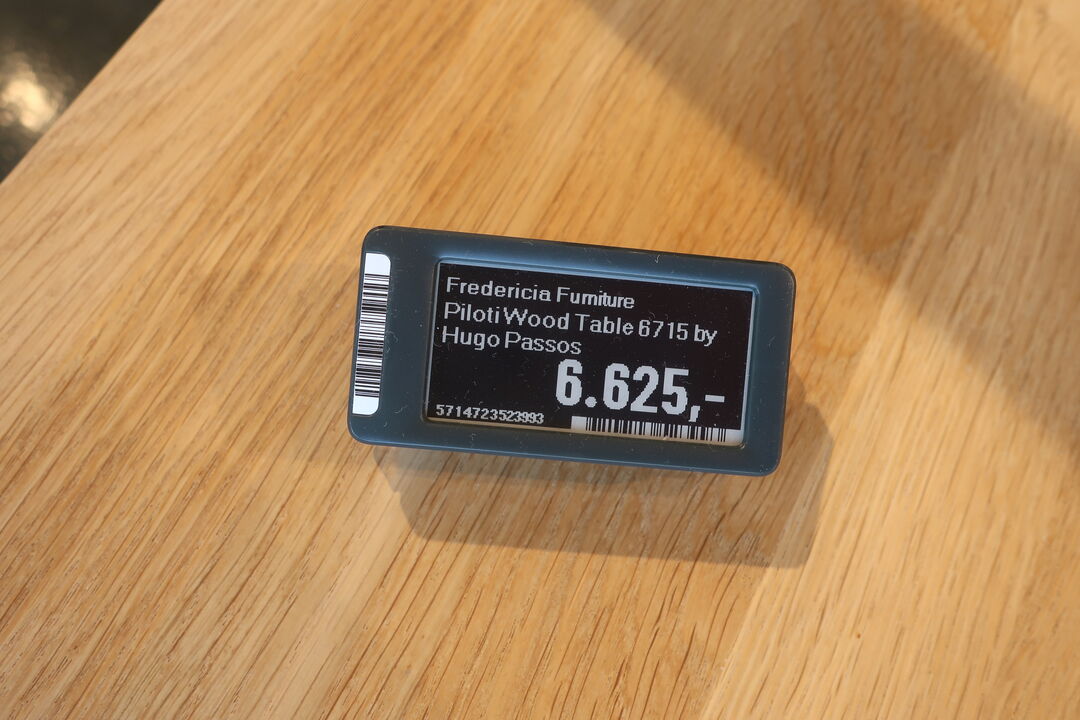 Fredericia Furniture
Piloti Wood Table 6715 by
Hugo Passos
6.625,-
5714723523993